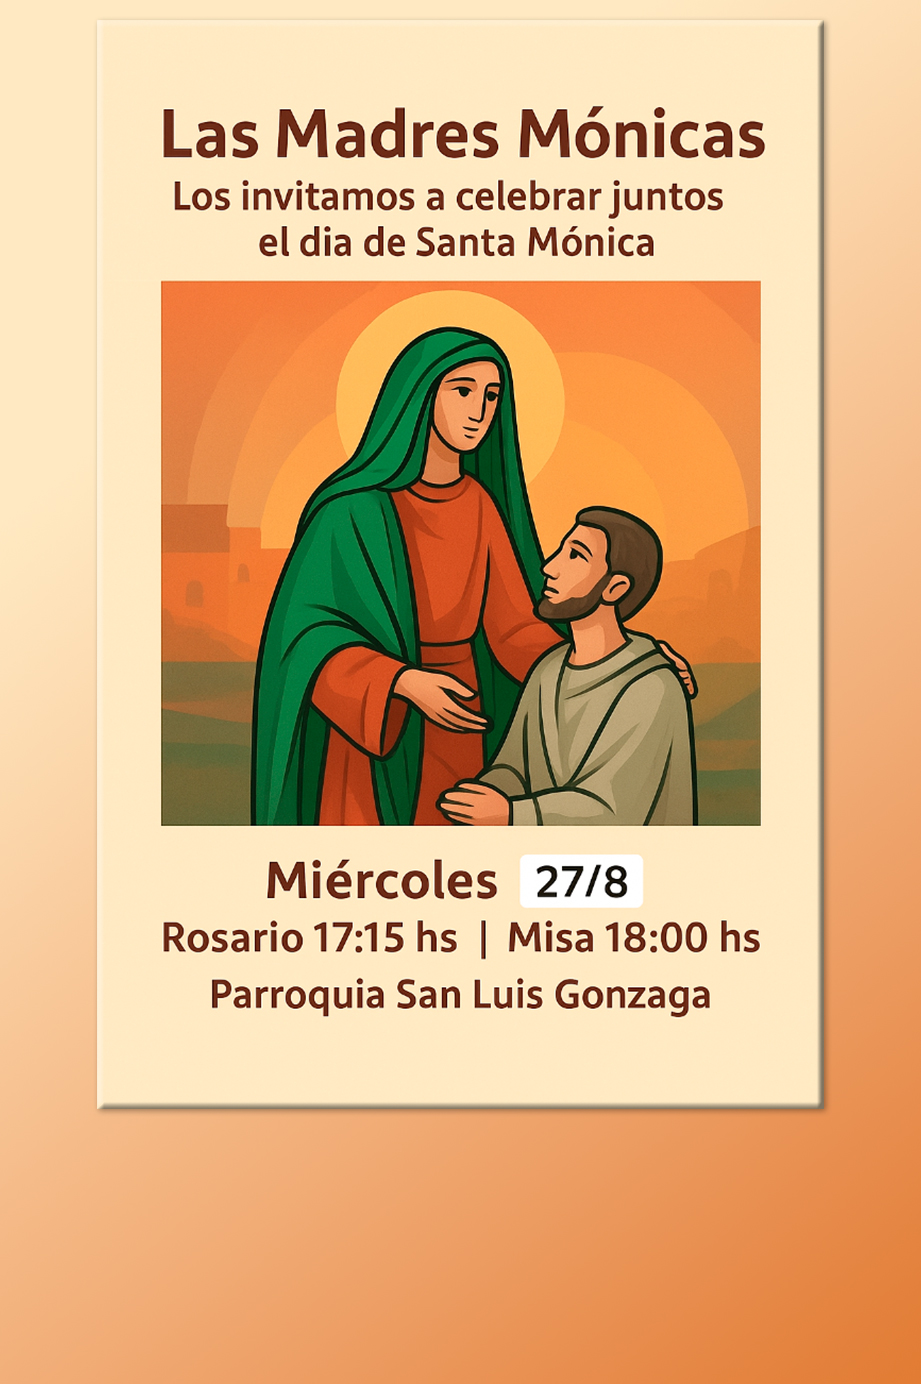 Las Madres Mónicas
Los invitamos a celebrar juntos
el dia de Santa Mónica
Miércoles 27/8
Rosario 17:15 hs | Misa 18:00 hs
Parroquia San Luis Gonzaga